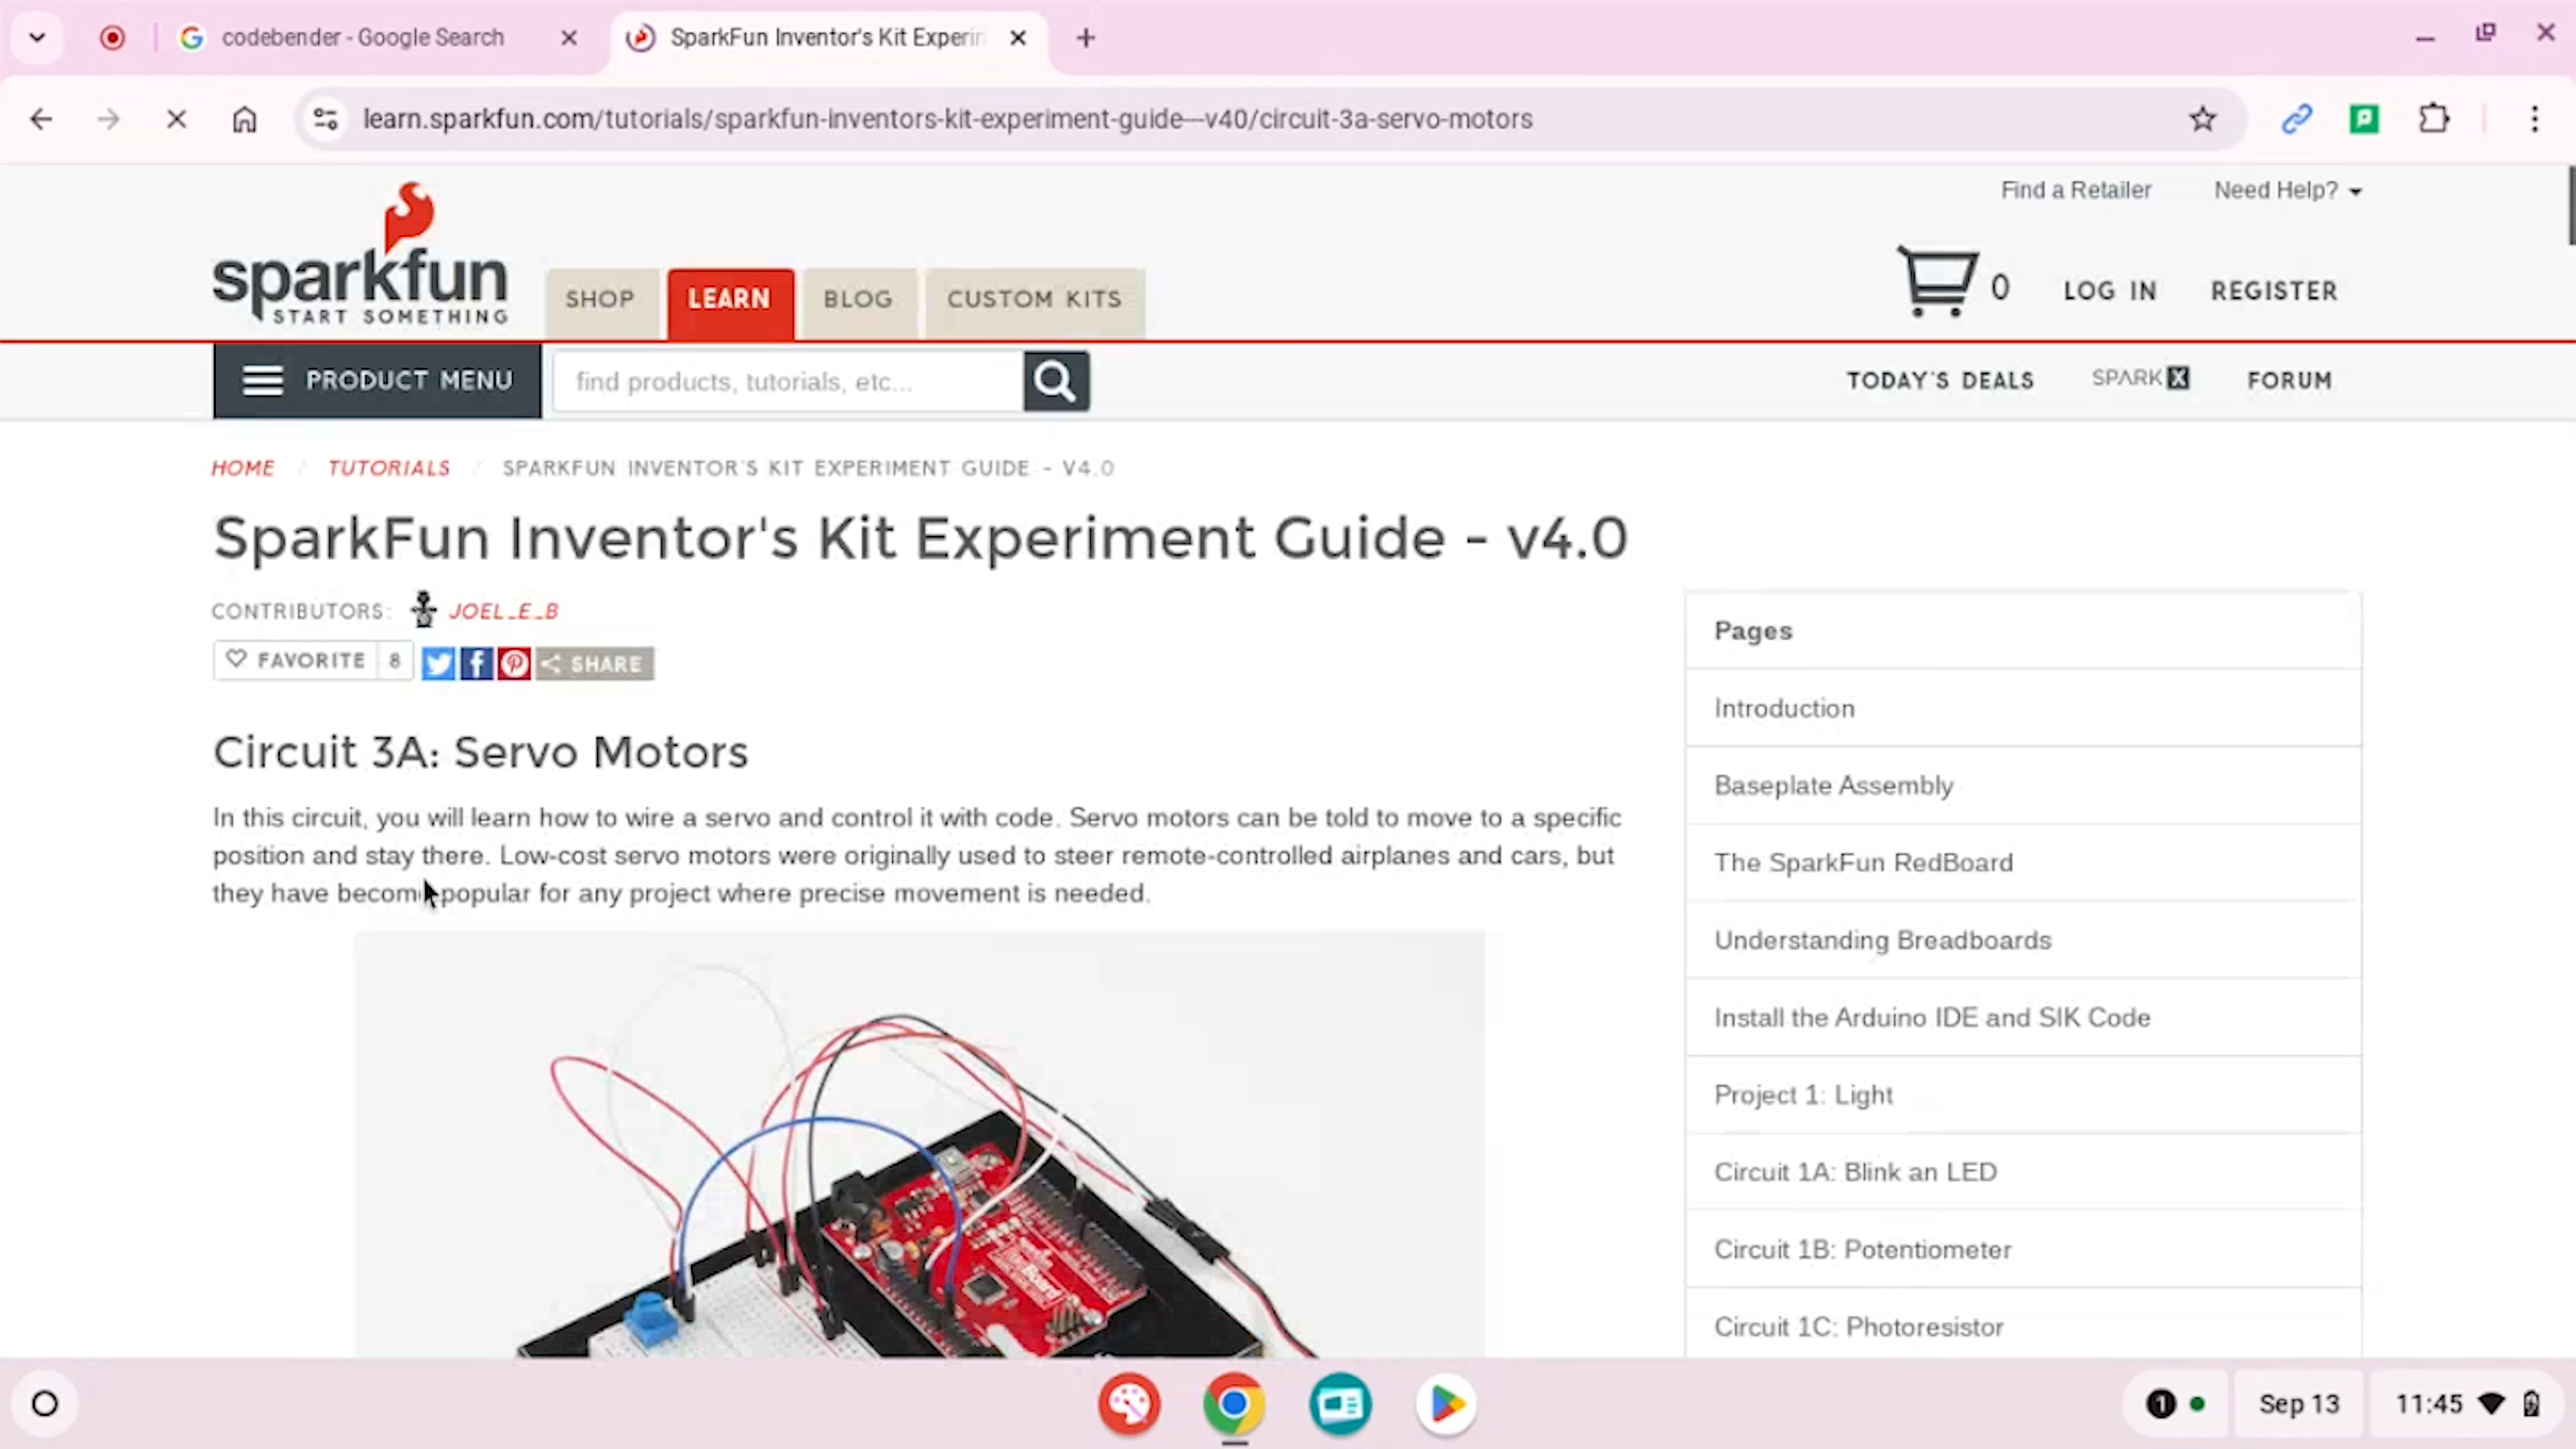 codebender - Google Search
SparkFun Inventor's Kit Experin
learn.sparkfun.com/tutorials/sparkfun-inventors-kit-experiment-guide---v40/circuit-3a-servo-motors
Find a Retailer
Need Help?
sparkfun
START SOMETHING
SHOP
LEARN
BLOG
CUSTOM KITS
0
LOG IN
REGISTER
PRODUCT MENU
find products, tutorials, etc...
TODAY'S DEALS
SPARK X
FORUM
HOME / TUTORIALS / SPARKFUN INVENTOR'S KIT EXPERIMENT GUIDE - V4.0
SparkFun Inventor's Kit Experiment Guide - v4.0
CONTRIBUTORS: JOEL_E_B
FAVORITE 8
SHARE
Circuit 3A: Servo Motors
In this circuit, you will learn how to wire a servo and control it with code. Servo motors can be told to move to a specific
position and stay there. Low-cost servo motors were originally used to steer remote-controlled airplanes and cars, but
they have become popular for any project where precise movement is needed.
Pages
Introduction
Baseplate Assembly
The SparkFun RedBoard
Understanding Breadboards
Install the Arduino IDE and SIK Code
Project 1: Light
Circuit 1A: Blink an LED
Circuit 1B: Potentiometer
Circuit 1C: Photoresistor
1
Sep 13
11:45